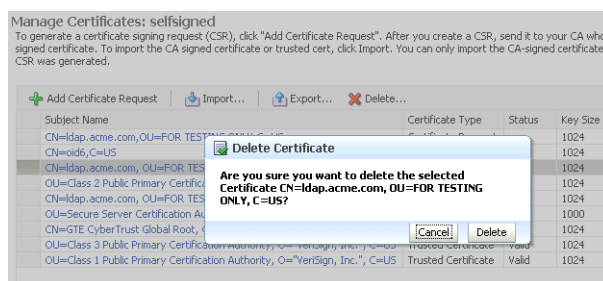 Manage Certificates: selfsigned
To generate a certificate signing request (CSR), click "Add Certificate Request". After you create a CSR, send it to your CA who
signed certificate. To import the CA signed certificate or trusted cert, click Import. You can only import the CA-signed certificate
CSR was generated.
Add Certificate Request Import... Export... Delete...
Subject Name Certificate Type Status Key Size
CN=ldap.acme.com,OU=FOR TESTING ONLY, C=US Certificate Request 1024
CN=oid6,C=US 1024
CN=ldap.acme.com, OU=FOR TES 1024
OU=Class 2 Public Primary Certifica 1024
CN=ldap.acme.com, OU=FOR TES 1024
OU=Secure Server Certification Au 1000
CN=GTE CyberTrust Global Root, 1024
OU=Class 3 Public Primary Certification Authority, O="VeriSign, Inc.", C=US Trusted Certificate Valid 1024
OU=Class 1 Public Primary Certification Authority, O="VeriSign, Inc.", C=US Trusted Certificate Valid 1024
Delete Certificate
Are you sure you want to delete the selected
Certificate CN=ldap.acme.com, OU=FOR TESTING
ONLY, C=US?
Cancel Delete